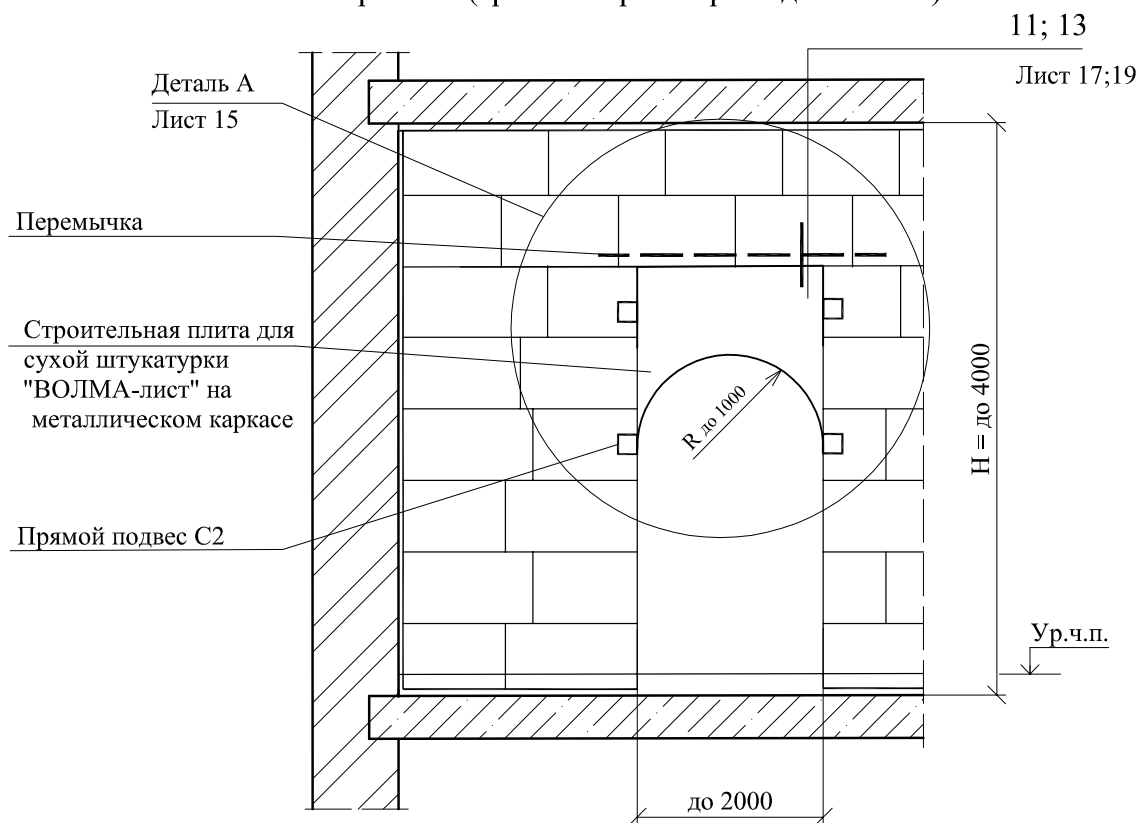 11; 13
Лист 17;19
Деталь А
Лист 15
Перемычка
Строительная плита для
сухой штукатурки
"ВОЛМА-лист" на
металлическом каркасе
R до 1000
H = до 4000
Прямой подвес С2
Ур.ч.п.
до 2000